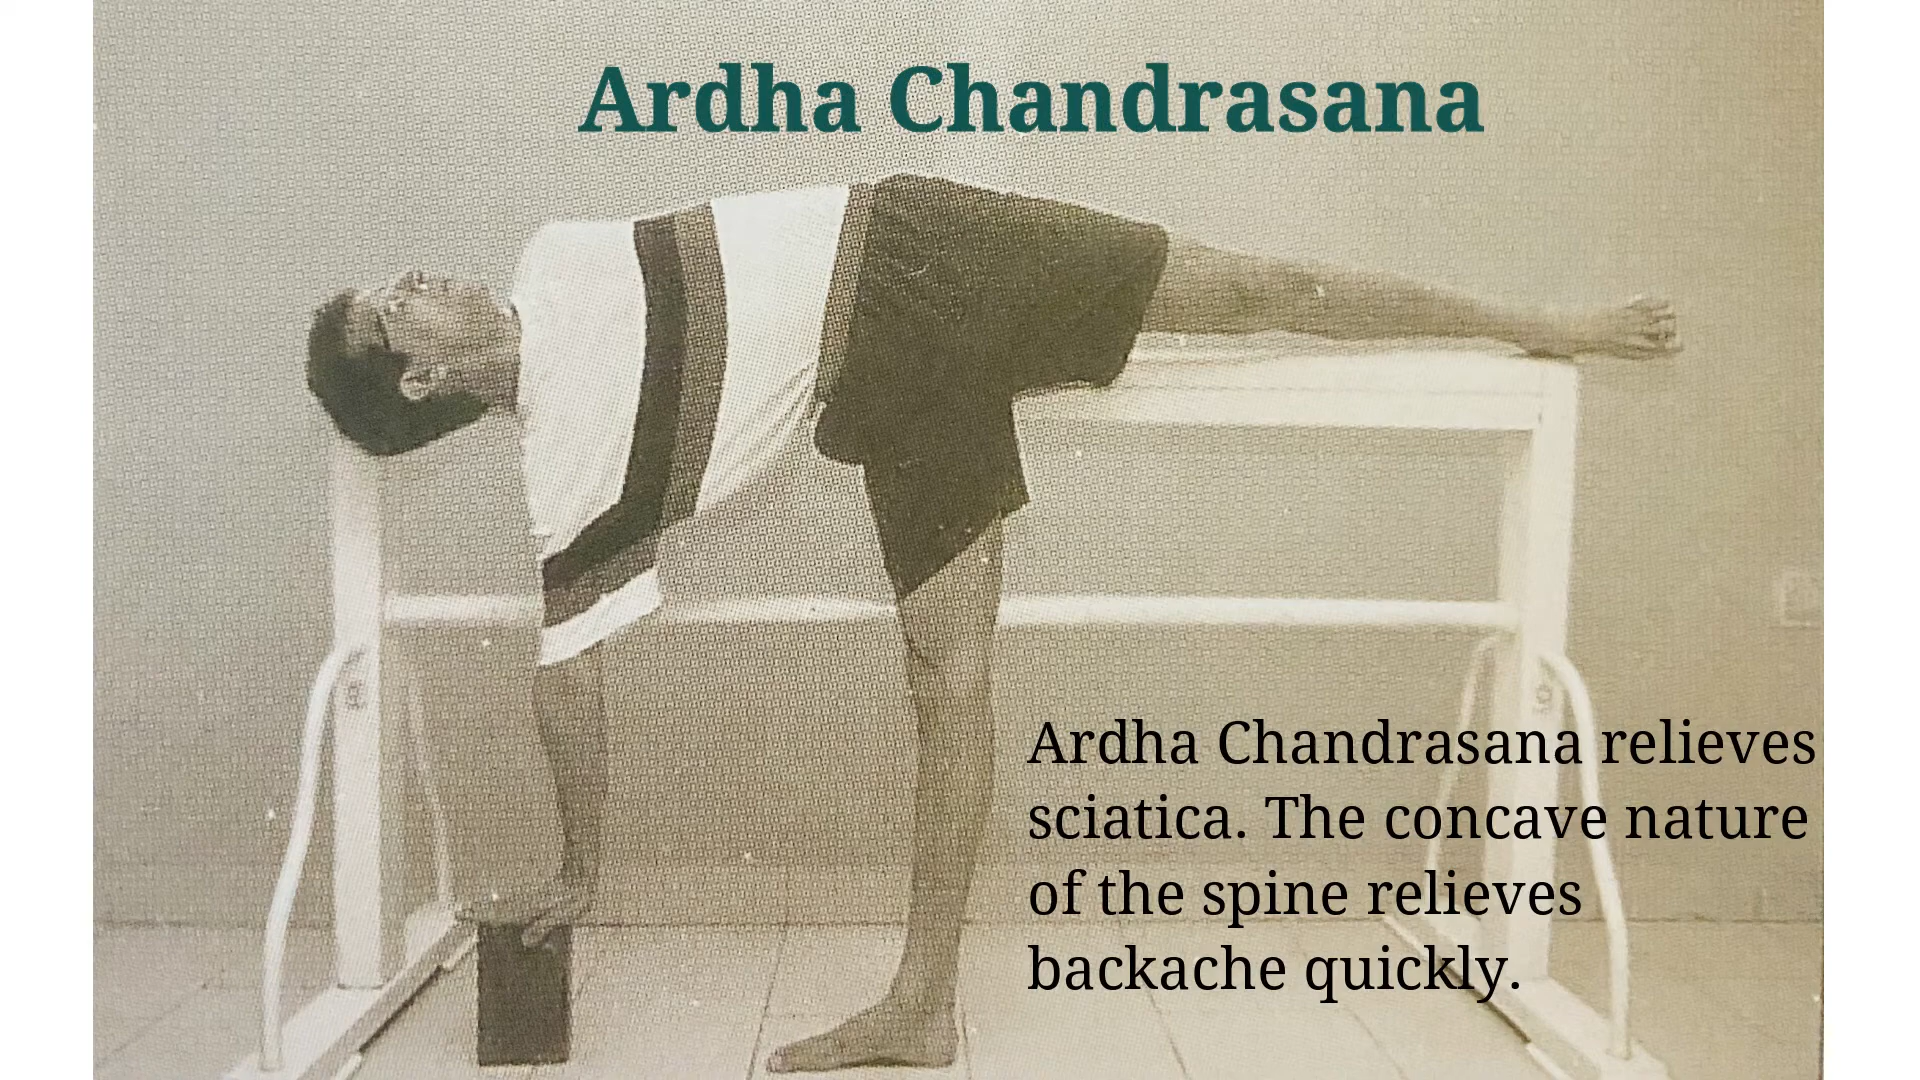 Ardha Chandrasana
Ardha Chandrasana relieves
sciatica. The concave nature
of the spine relieves
backache quickly.